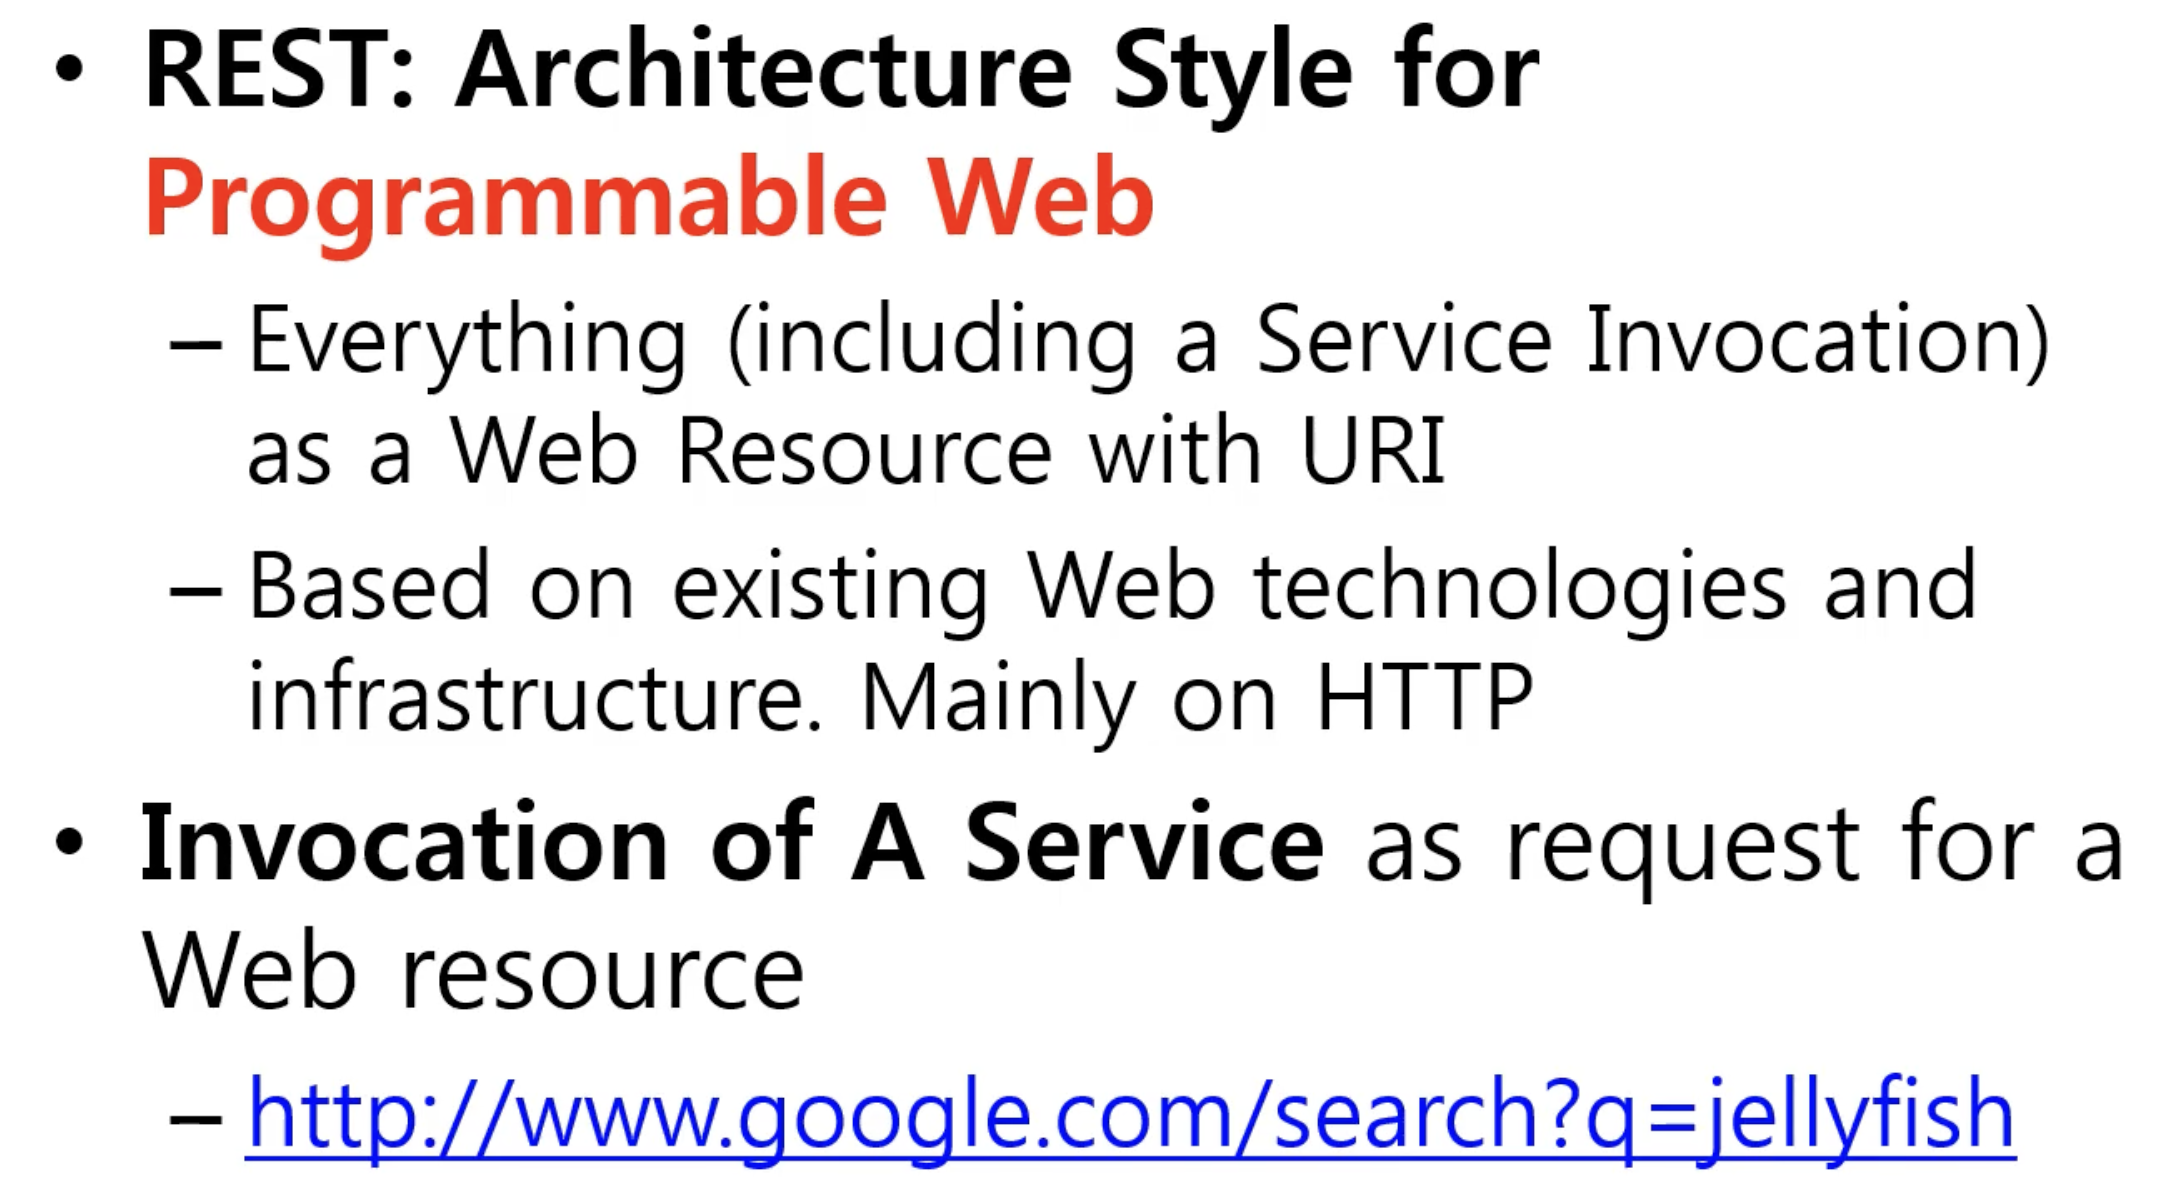 • REST: Architecture Style for
Programmable Web
– Everything (including a Service Invocation)
as a Web Resource with URI
– Based on existing Web technologies and
infrastructure. Mainly on HTTP
• Invocation of A Service as request for a
Web resource
– http://www.google.com/search?q=jellyfish